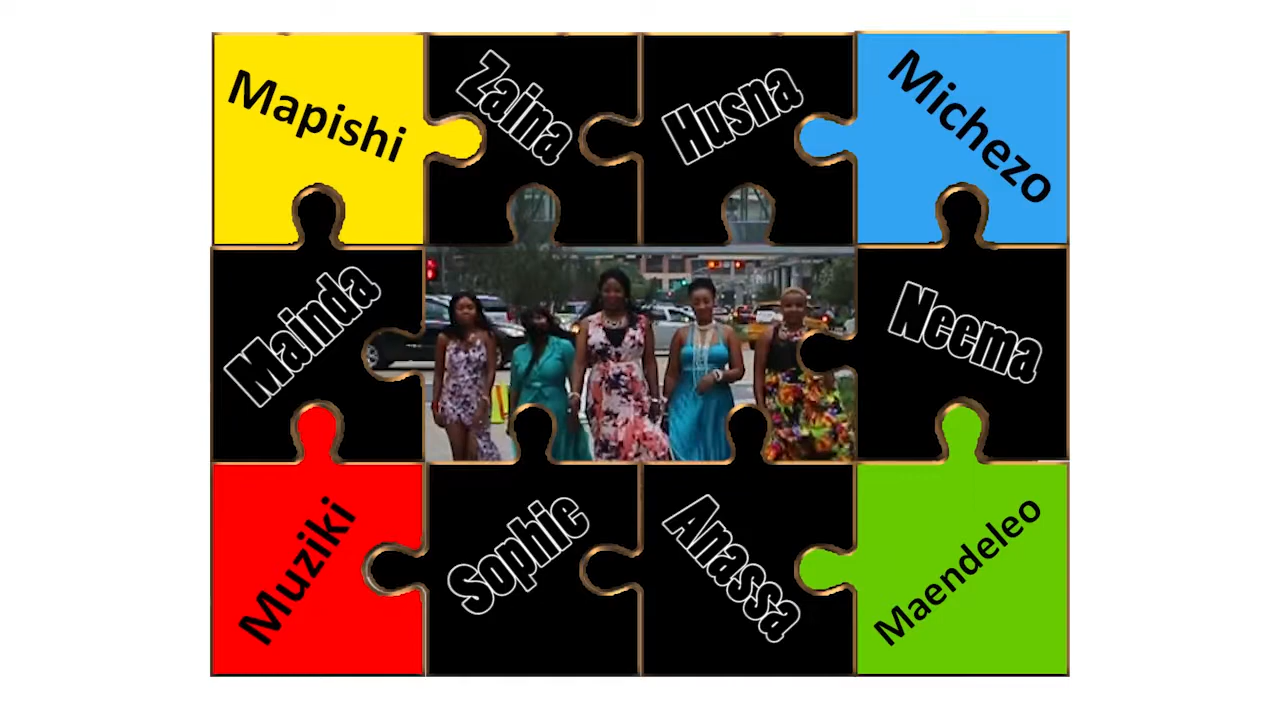 Mapishi
Zaina
Husna
Michezo
Mainda
Neema
Muziki
Sophie
Anassa
Maendeleo